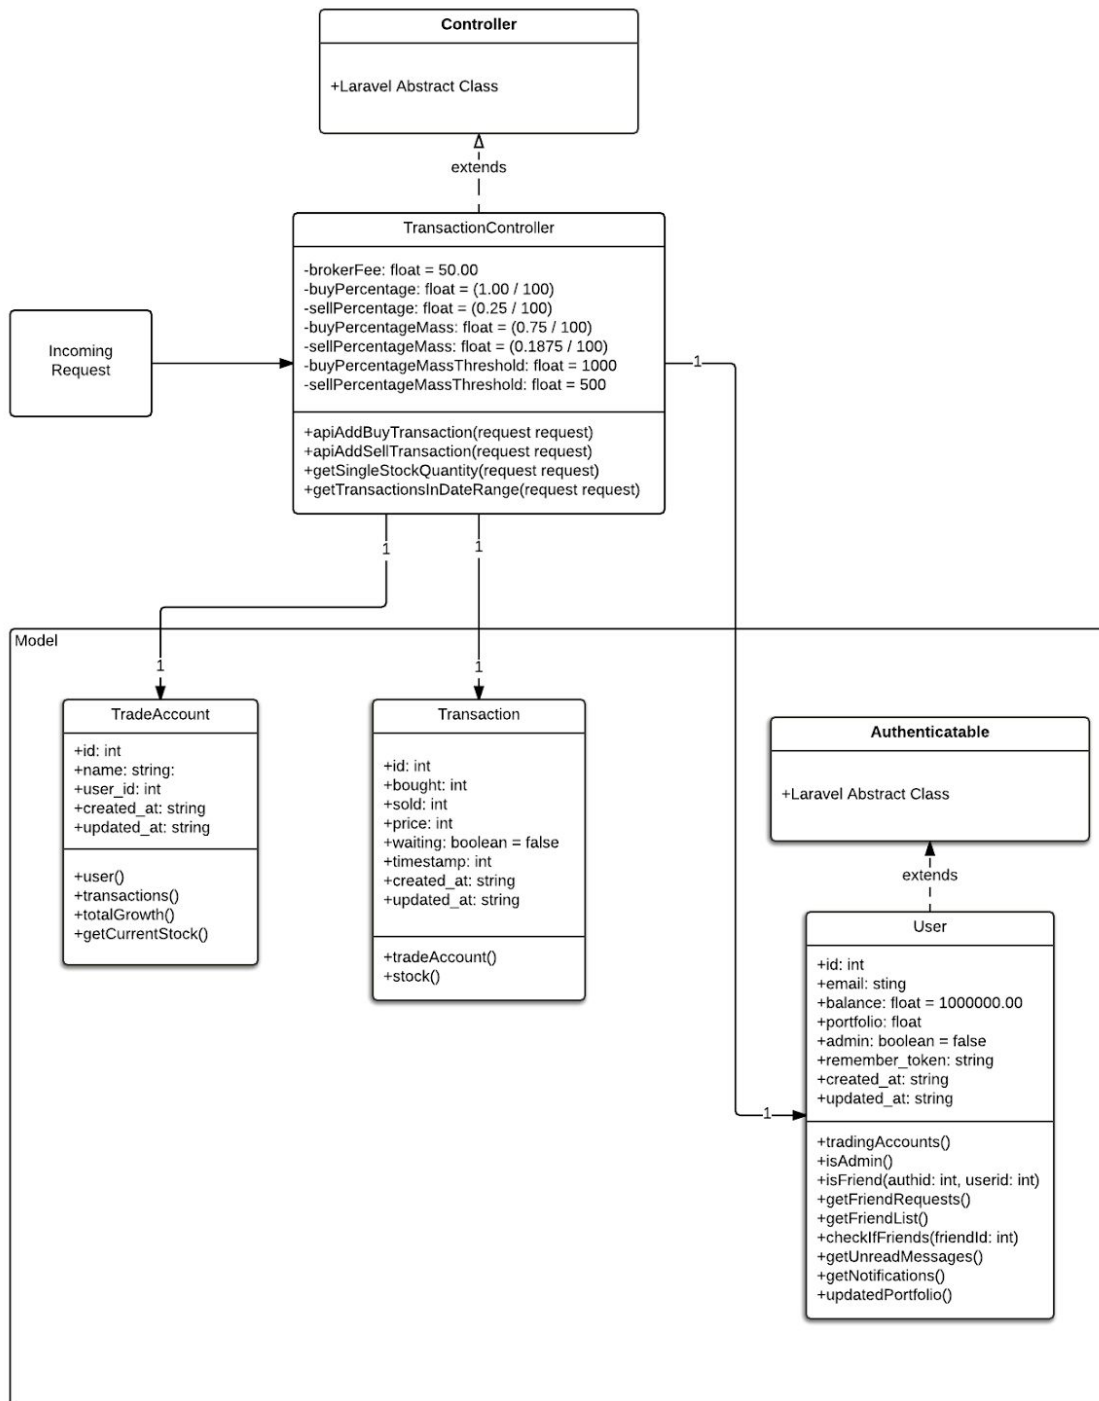 Controller
+Laravel Abstract Class
extends
TransactionController
-brokerFee: float = 50.00
-buyPercentage: float = (1.00 / 100)
-sellPercentage: float = (0.25 / 100)
-buyPercentageMass: float = (0.75 / 100)
-sellPercentageMass: float = (0.1875 / 100)
-buyPercentageMassThreshold: float = 1000
-sellPercentageMassThreshold: float = 500
+apiAddBuyTransaction(request request)
+apiAddSellTransaction(request request)
+getSingleStockQuantity(request request)
+getTransactionsInDateRange(request request)
Incoming
Request
1
1
1
Model
1
1
TradeAccount
+id: int
+name: string:
+user_id: int
+created_at: string
+updated_at: string
+user()
+transactions()
+totalGrowth()
+getCurrentStock()
Transaction
+id: int
+bought: int
+sold: int
+price: int
+waiting: boolean = false
+timestamp: int
+created_at: string
+updated_at: string
+tradeAccount()
+stock()
Authenticatable
+Laravel Abstract Class
extends
1
User
+id: int
+email: sting
+balance: float = 1000000.00
+portfolio: float
+admin: boolean = false
+remember_token: string
+created_at: string
+updated_at: string
+tradingAccounts()
+isAdmin()
+isFriend(authid: int, userid: int)
+getFriendRequests()
+getFriendList()
+checkIfFriends(friendId: int)
+getUnreadMessages()
+getNotifications()
+updatedPortfolio()